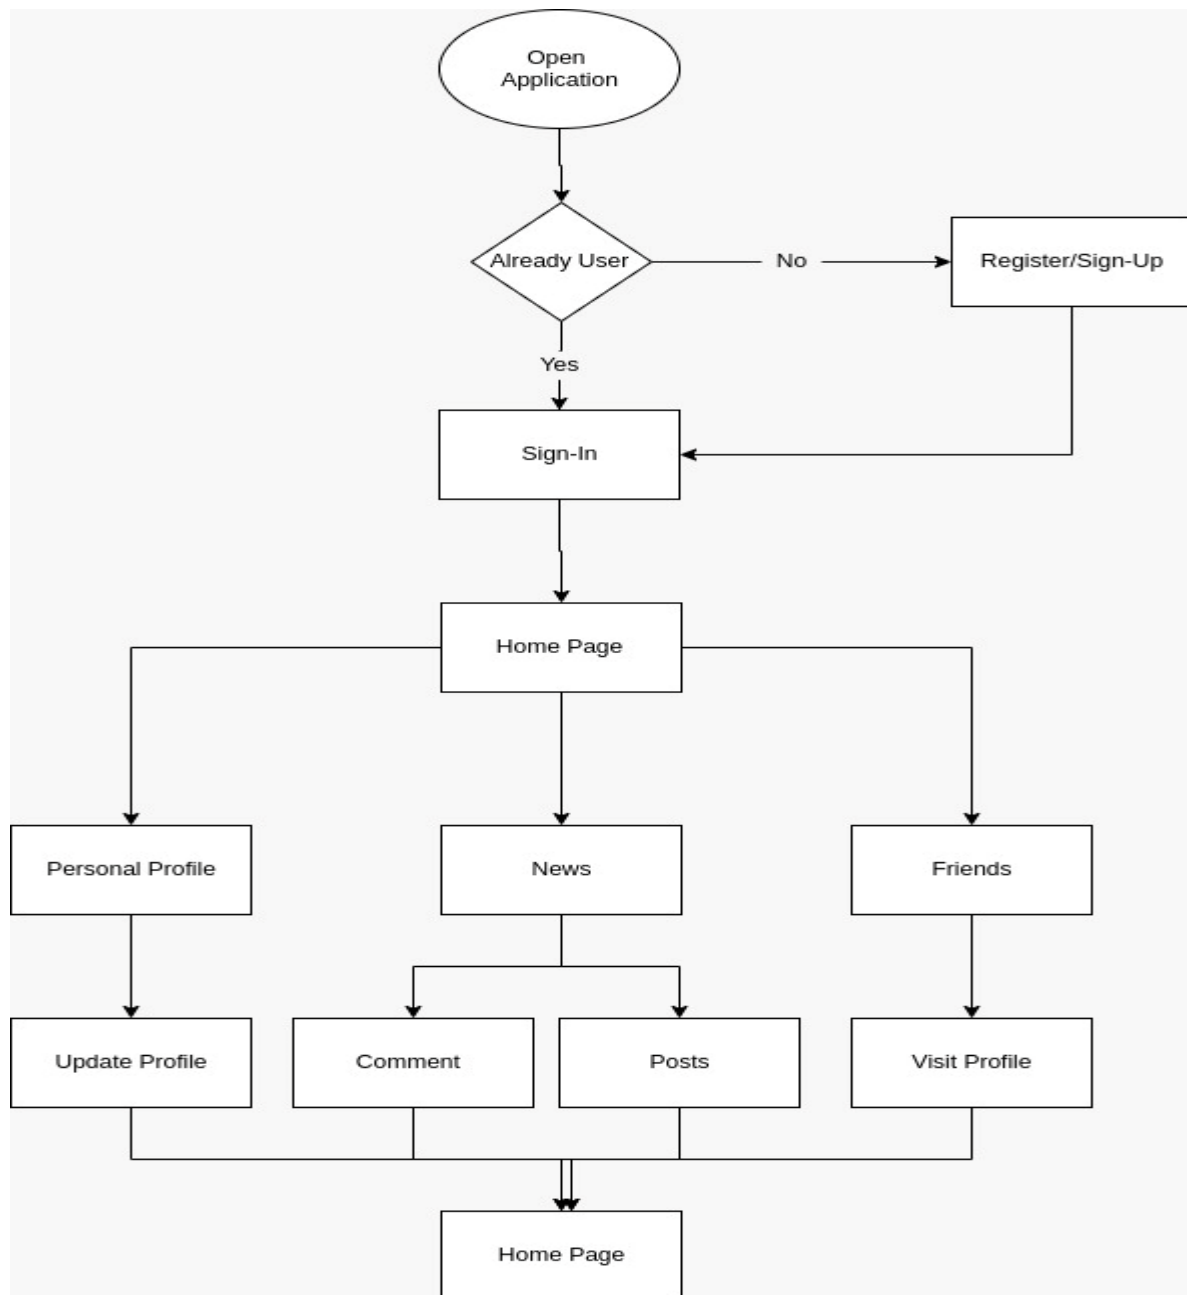 Open
Application
Already User
No
Register/Sign-Up
Yes
Sign-In
Home Page
Personal Profile
News
Friends
Update Profile
Comment
Posts
Visit Profile
Home Page